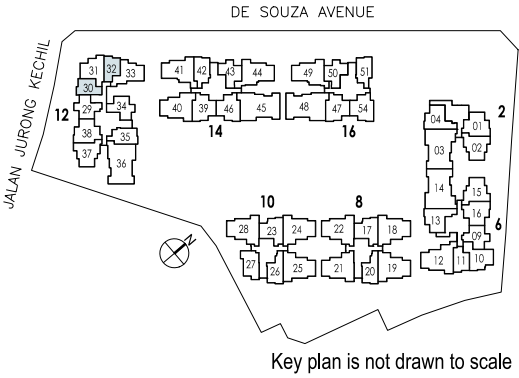 DE SOUZA AVENUE
JALAN JURONG KECHIL
31 32 33 41 42 43 44 49 50 51
30
29 34 40 39 46 45 48 47 54 04 01 2
12 38 35 14 16 03 02
37 36
14 15
10 8 13 16 6
28 23 24 22 17 18 09
N 27 26 25 21 20 19 12 11 10
Key plan is not drawn to scale